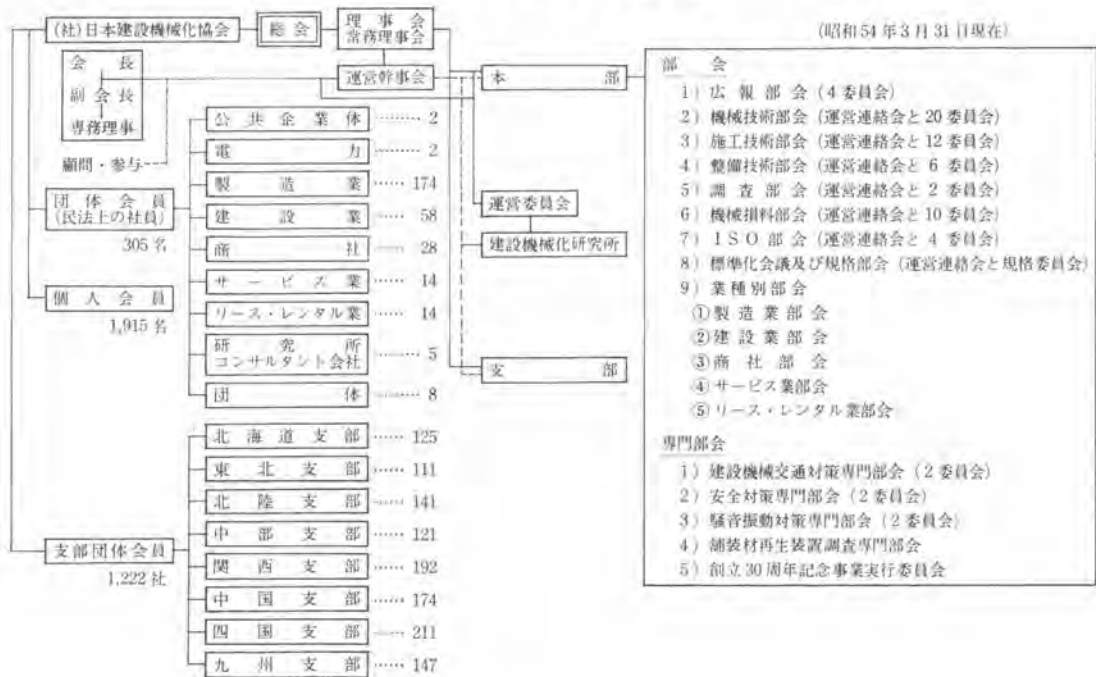 (社)日本建設機械化協会
総会
理事会
常務理事会
運営幹事会
会長
副会長
専務理事
顧問・参与
団体会員
(民法上の社員)
305名
個人会員
1,915名
支部団体会員
1,222社
公共企業体……… 2
電力……… 2
製造業…… 174
建設業…… 58
商社…… 28
サービス業…… 14
リース・レンタル業…… 14
研究所
コンサルタント会社…… 5
団体……… 8
北海道支部…… 125
東北支部…… 111
北陸支部…… 141
中部支部…… 121
関西支部…… 192
中国支部…… 174
四国支部…… 211
九州支部…… 147
本部
運営委員会
建設機械化研究所
支部
(昭和54年3月31日現在)
部会
1) 広報部会 (4委員会)
2) 機械技術部会 (運営連絡会と20委員会)
3) 施工技術部会 (運営連絡会と12委員会)
4) 整備技術部会 (運営連絡会と 6 委員会)
5) 調査部会 (運営連絡会と 2 委員会)
6) 機械損料部会 (運営連絡会と10委員会)
7) ISO部会 (運営連絡会と 4 委員会)
8) 標準化会議及び規格部会 (運営連絡会と規格委員会)
9) 業種別部会
①製造業部会
②建設業部会
③商社部会
④サービス業部会
⑤リース・レンタル業部会
専門部会
1) 建設機械交通対策専門部会 (2委員会)
2) 安全対策専門部会 (2委員会)
3) 騒音振動対策専門部会 (2委員会)
4) 舗装材再生装置調査専門部会
5) 創立30周年記念事業実行委員会